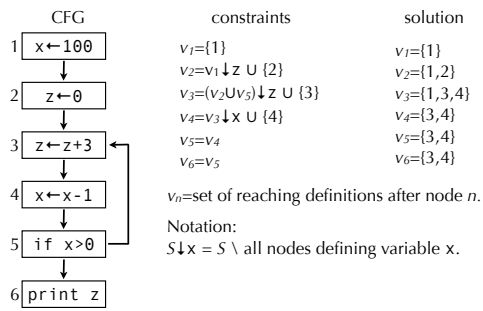 CFG
1 x←100
2 z←0
3 z←z+3
4 x←x-1
5 if x>0
6 print z
constraints
v₁={1}
v₂=v₁↓z ∪ {2}
v₃=(v₂∪v₅)↓z ∪ {3}
v₄=v₃↓x ∪ {4}
v₅=v₄
v₆=v₅
solution
v₁={1}
v₂={1,2}
v₃={1,3,4}
v₄={3,4}
v₅={3,4}
v₆={3,4}
vₙ=set of reaching definitions after node n.
Notation:
S↓x = S \ all nodes defining variable x.